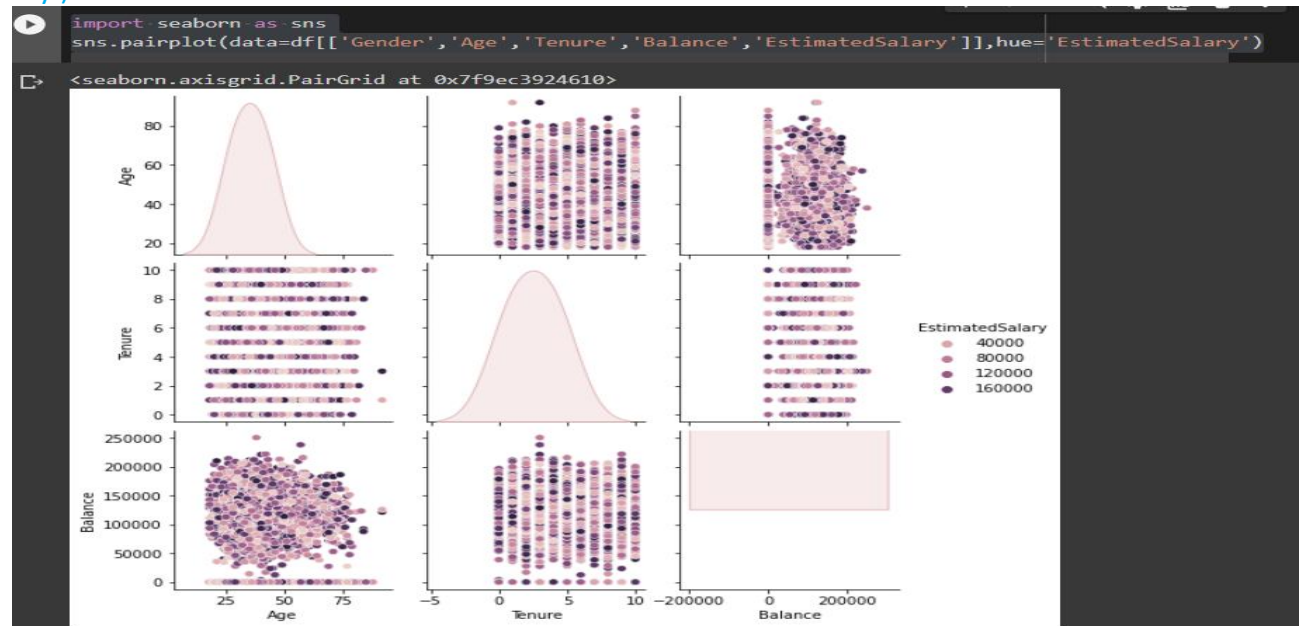 import seaborn as sns
sns.pairplot(data=df[['Gender','Age','Tenure','Balance','EstimatedSalary']],hue='EstimatedSalary')
<seaborn.axisgrid.PairGrid at 0x7f9ec3924610>
80
60
40
20
Age
10
8
6
4
2
0
Tenure
EstimatedSalary
40000
80000
120000
160000
250000
200000
150000
100000
50000
0
Balance
25 50 75
Age
−5 0 5 10
Tenure
−200000 0 200000
Balance